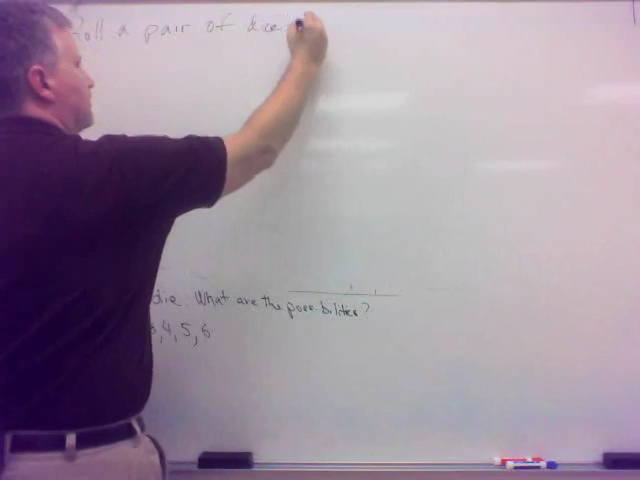 Roll a pair of dice.
die. What are the possibilities?
3, 4, 5, 6